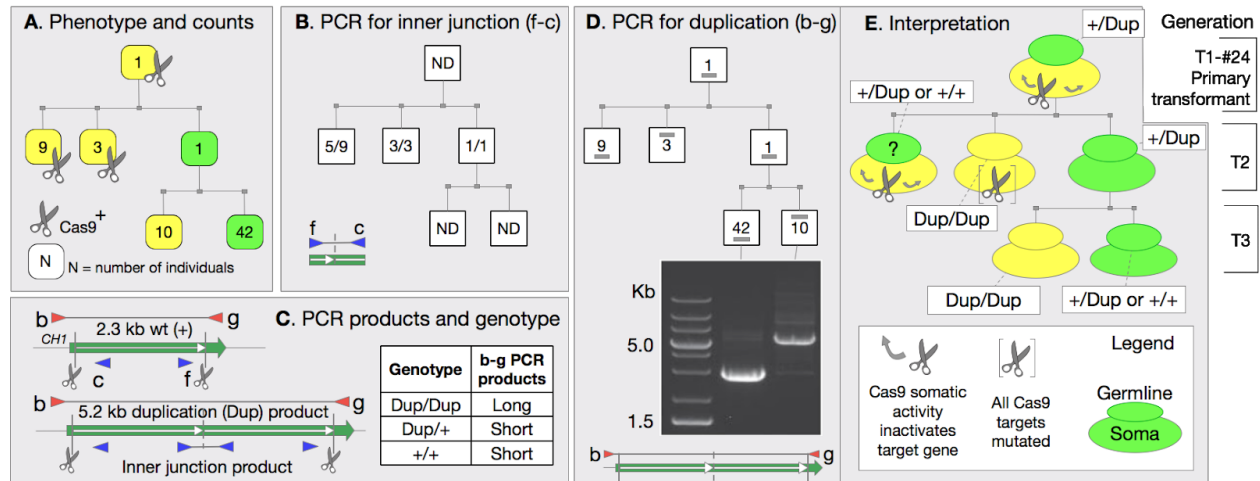 A. Phenotype and counts
1
9
3
1
10
42
Cas9+
N
N = number of individuals
B. PCR for inner junction (f-c)
ND
5/9
3/3
1/1
ND
ND
f
c
C. PCR products and genotype
b
g
2.3 kb wt (+)
CH1
c
f
b
g
5.2 kb duplication (Dup) product
Inner junction product
Genotype
b-g PCR products
Dup/Dup
Long
Dup/+
Short
+/+
Short
D. PCR for duplication (b-g)
1
9
3
1
42
10
Kb
5.0
1.5
b
g
E. Interpretation
+/Dup
+/Dup or +/+
?
+/Dup
Dup/Dup
Dup/Dup
+/Dup or +/+
Legend
Cas9 somatic
activity
inactivates
target gene
All Cas9
targets
mutated
Germline
Soma
Generation
T1-#24
Primary
transformant
T2
T3